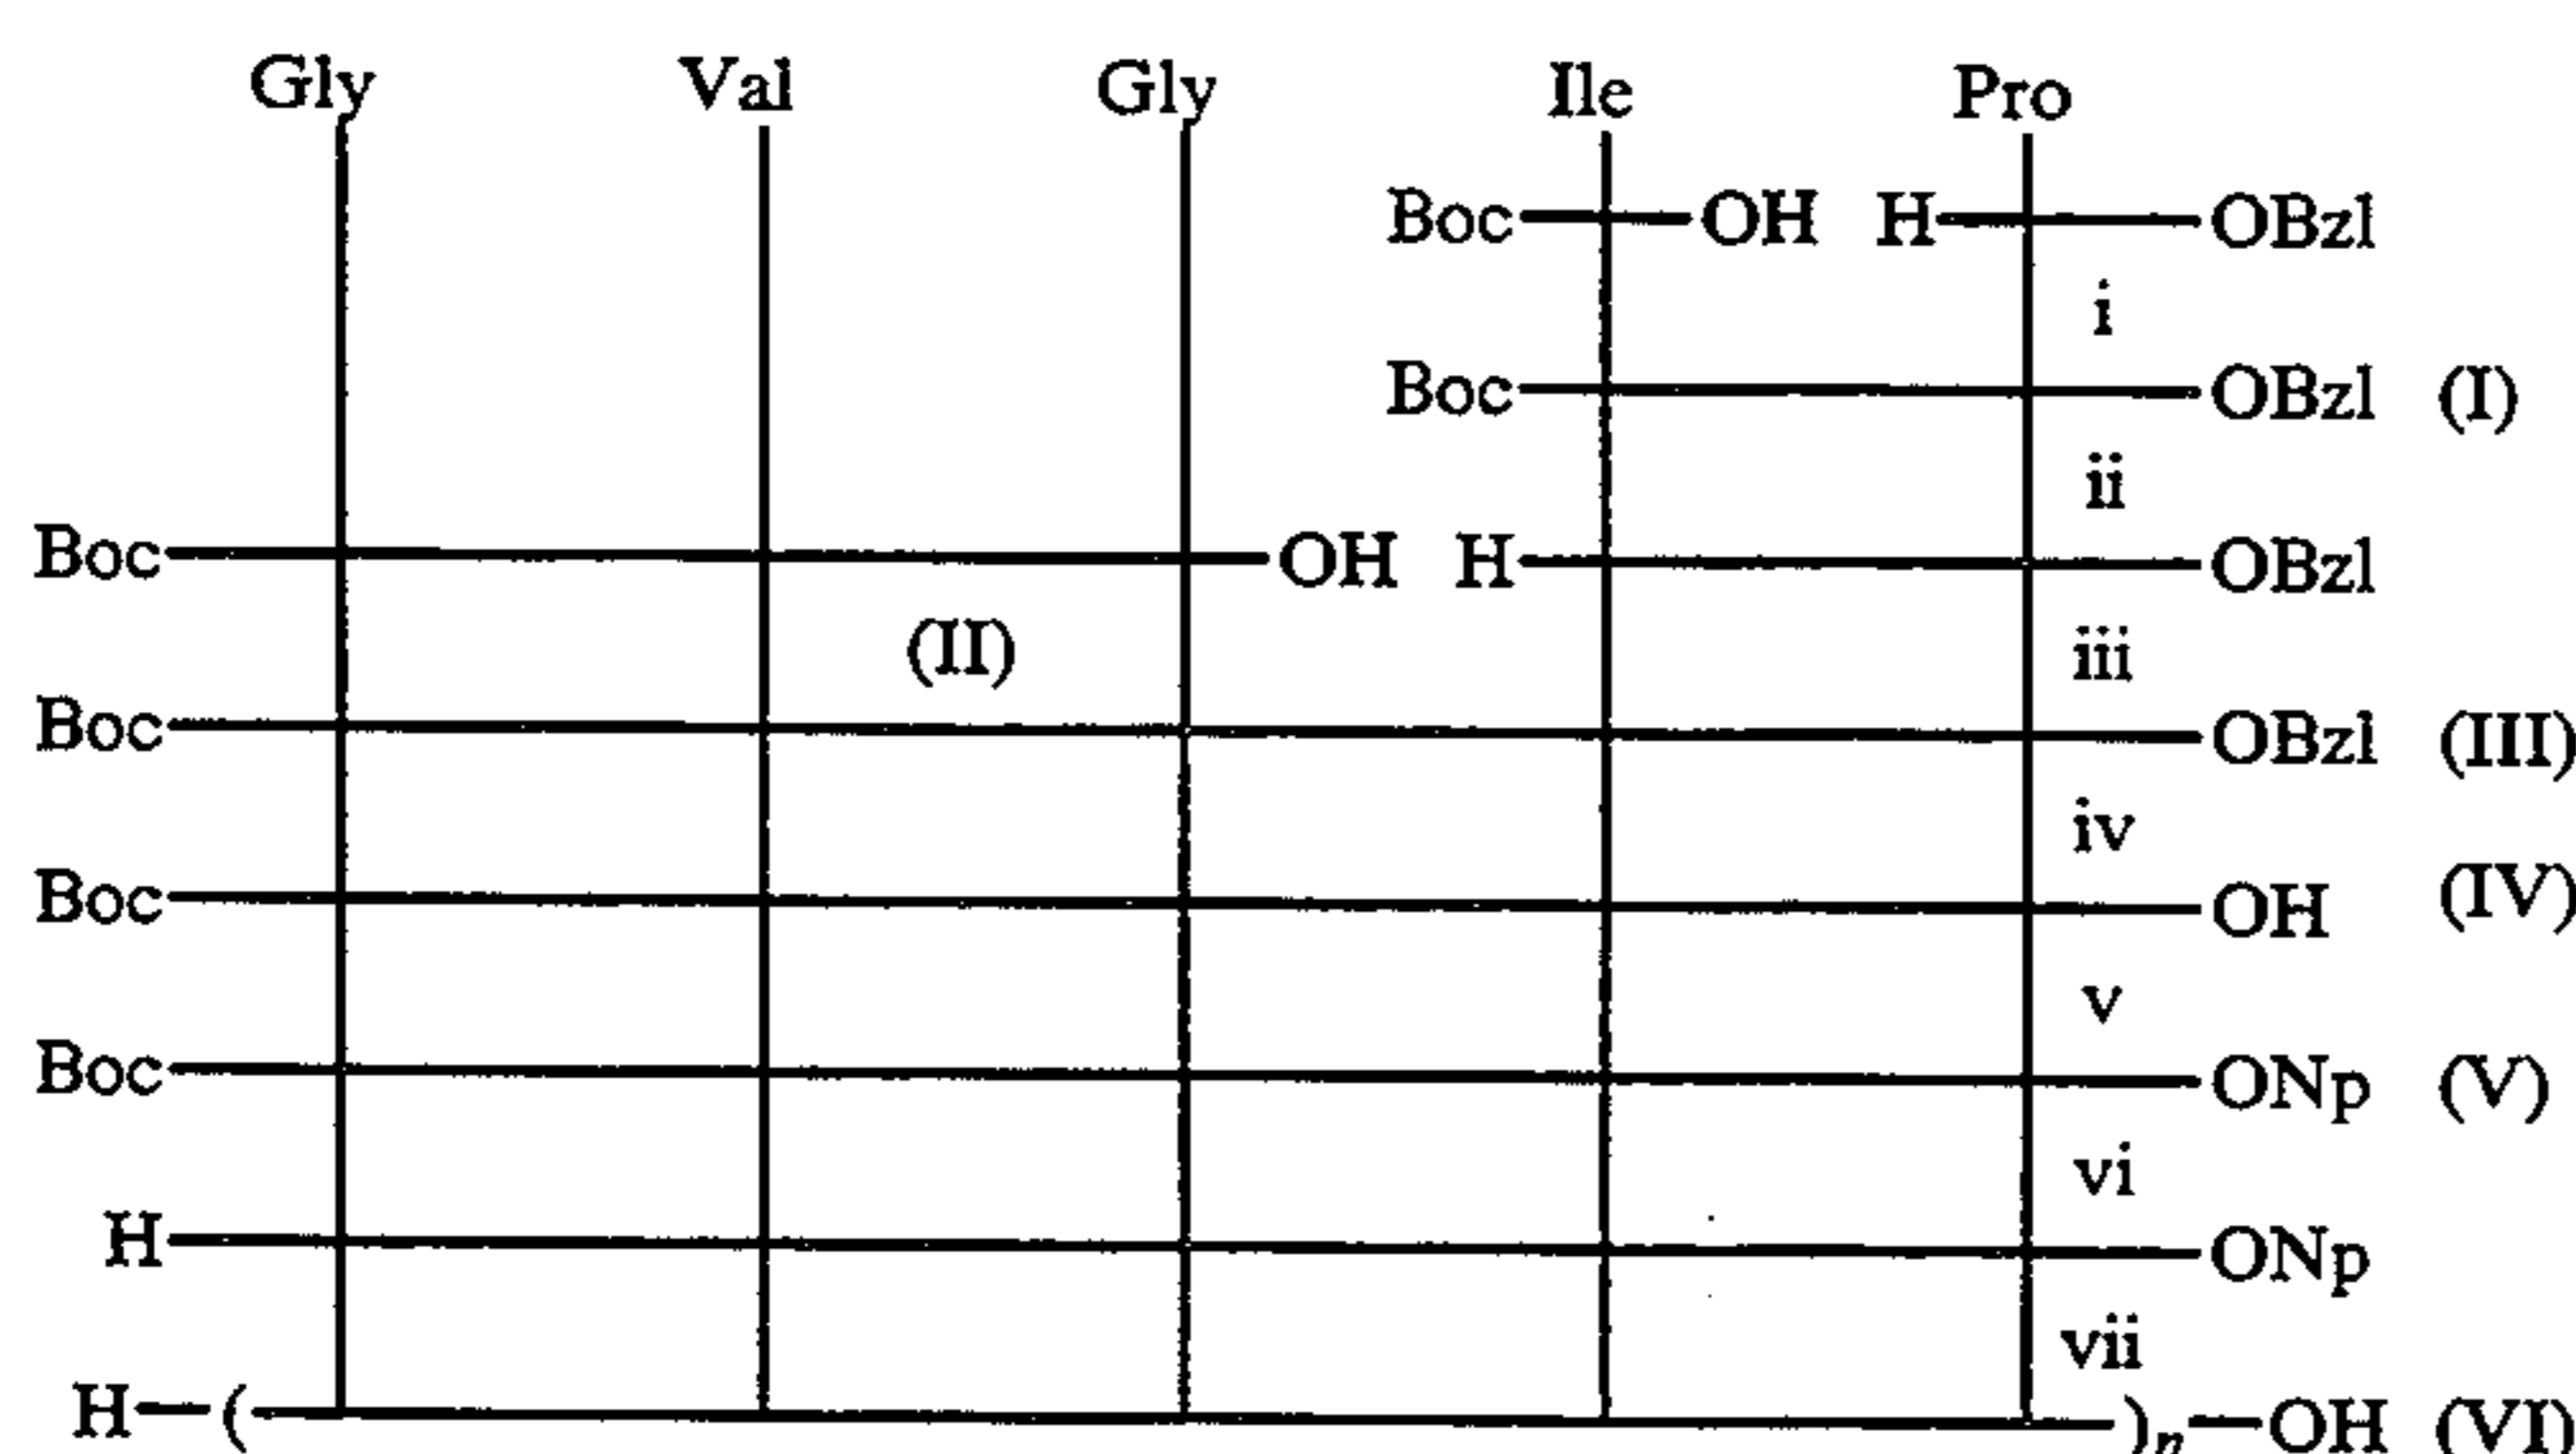 Gly Val Gly Ile Pro
Boc OH H OBzl
i
Boc OBzl (I)
ii
Boc OH H OBzl
(II) iii
Boc OBzl (III)
iv
Boc OH (IV)
v
Boc ONp (V)
vi
H ONp
vii
H—( )n—OH (VI)